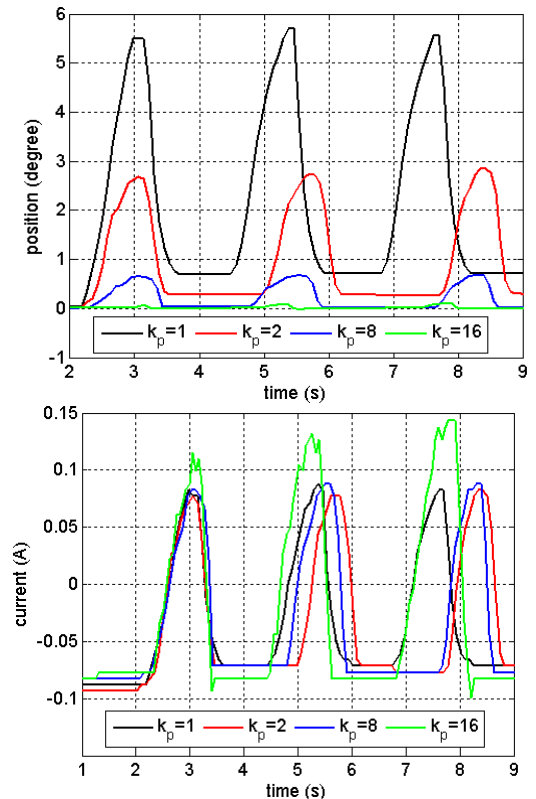 6
5
4
3
2
1
0
-1
position (degree)
k_p=1 k_p=2 k_p=8 k_p=16
2 3 4 5 6 7 8 9
time (s)
0.15
0.1
0.05
0
-0.05
-0.1
current (A)
k_p=1 k_p=2 k_p=8 k_p=16
1 2 3 4 5 6 7 8 9
time (s)